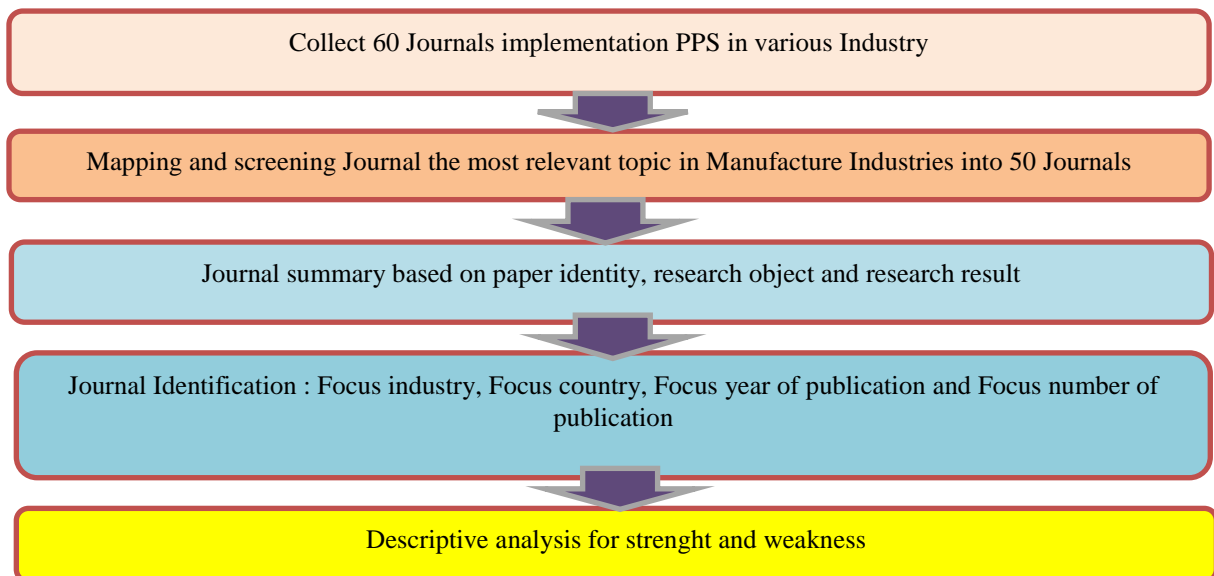 Collect 60 Journals implementation PPS in various Industry
Mapping and screening Journal the most relevant topic in Manufacture Industries into 50 Journals
Journal summary based on paper identity, research object and research result
Journal Identification : Focus industry, Focus country, Focus year of publication and Focus number of
publication
Descriptive analysis for strenght and weakness